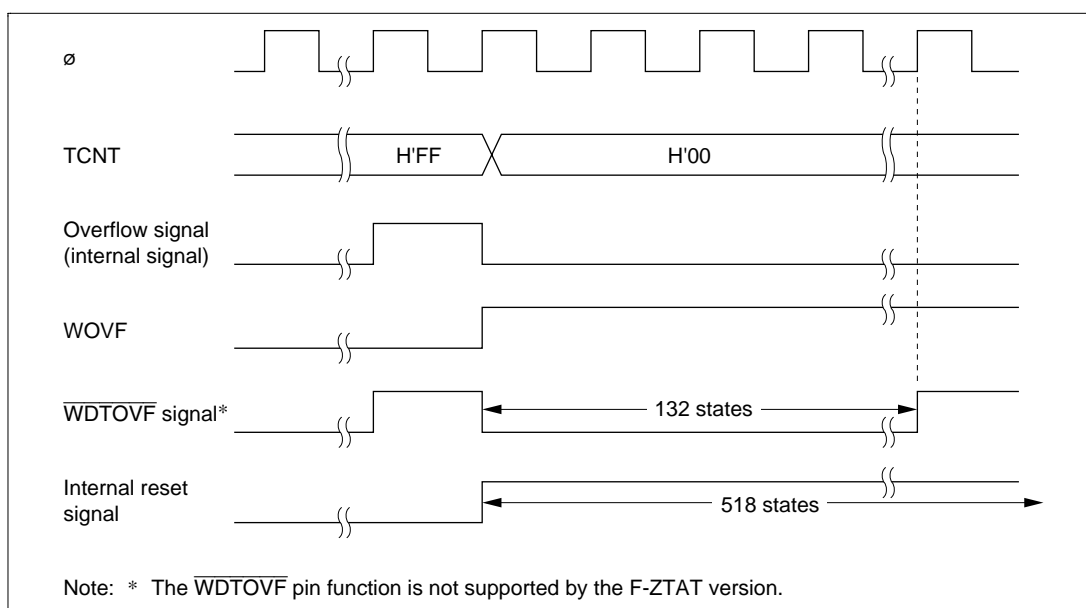 ø
TCNT
H'FF
H'00
Overflow signal
(internal signal)
WOVF
WDTOVF signal*
132 states
Internal reset
signal
518 states
Note: * The WDTOVF pin function is not supported by the F-ZTAT version.